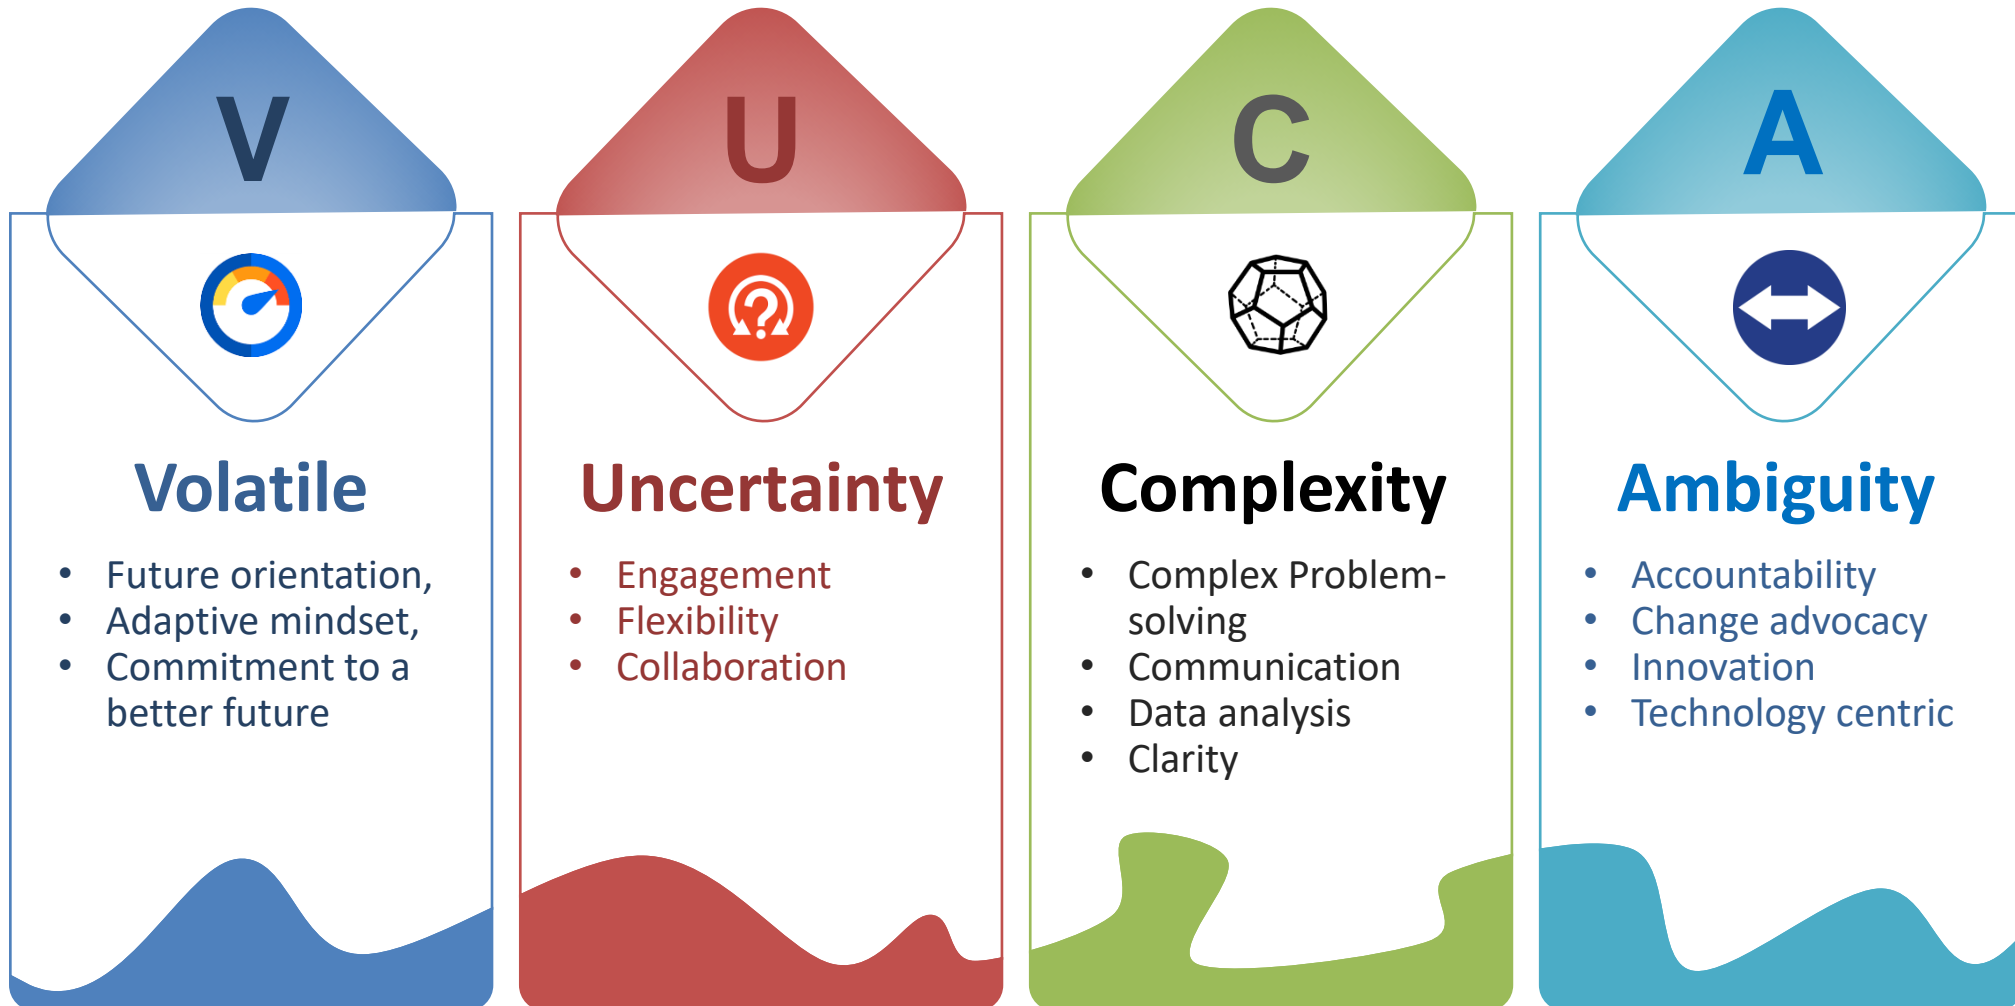 V
U
C
A
Volatile
• Future orientation,
• Adaptive mindset,
• Commitment to a
better future
Uncertainty
• Engagement
• Flexibility
• Collaboration
Complexity
• Complex Problem-
solving
• Communication
• Data analysis
• Clarity
Ambiguity
• Accountability
• Change advocacy
• Innovation
• Technology centric